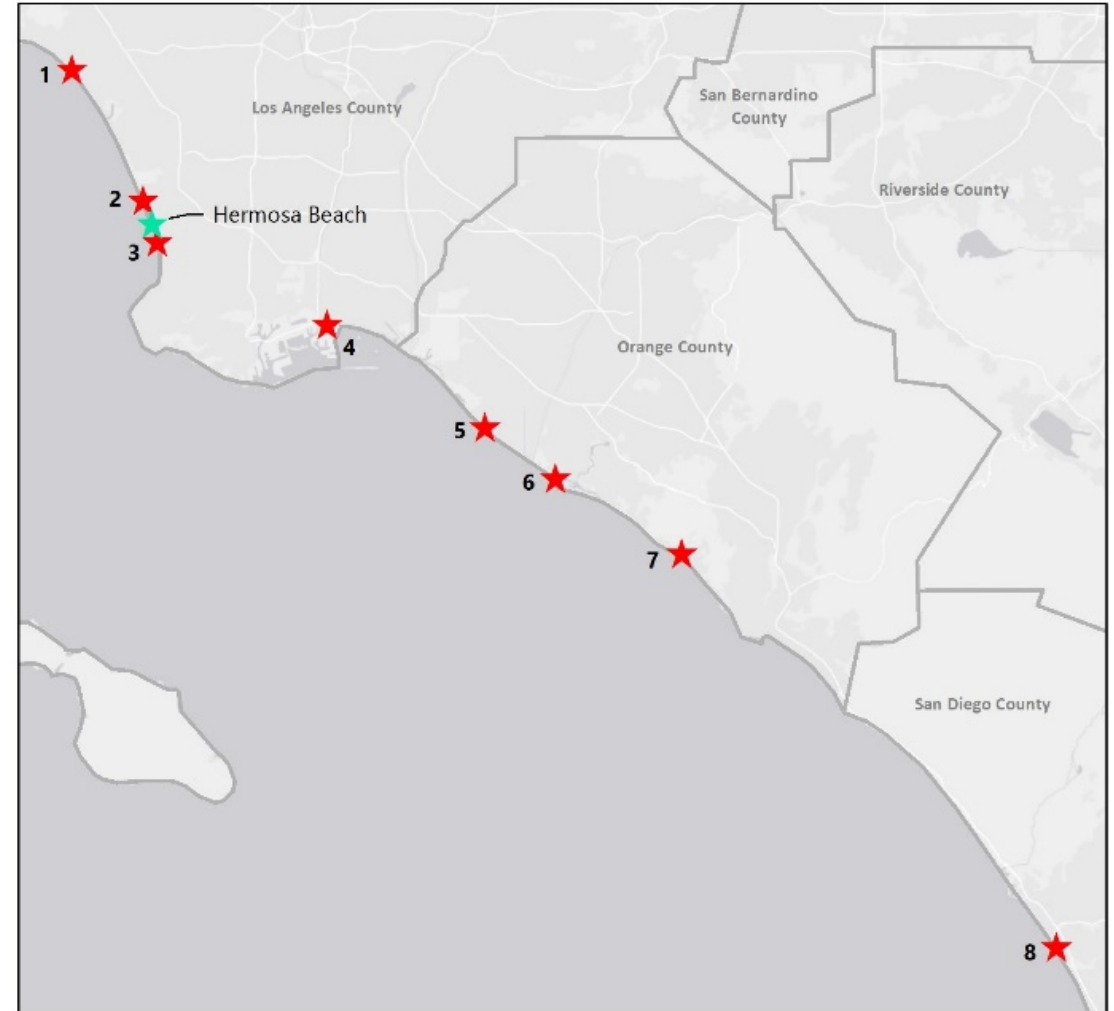 1
Los Angeles County
San Bernardino
County
Riverside County
2
Hermosa Beach
3
4
Orange County
5
6
7
San Diego County
8